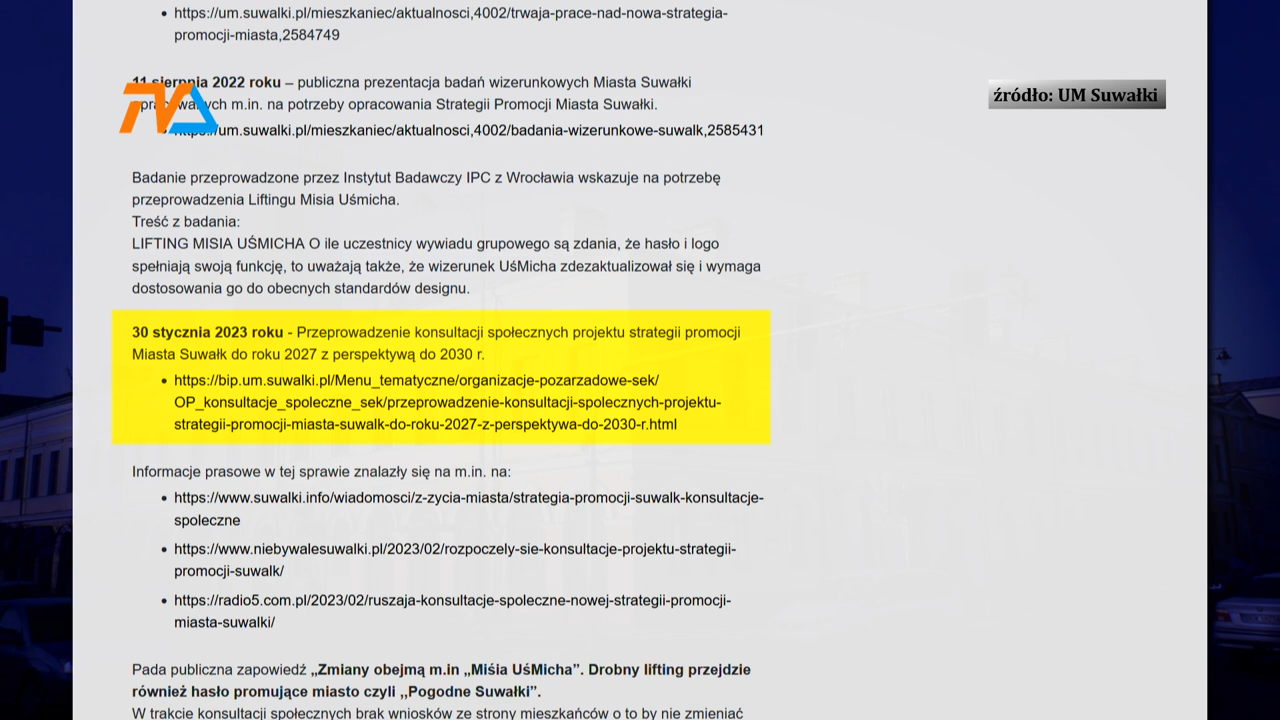 https://um.suwalki.pl/mieszkaniec/aktualnosci,4002/trwaja-prace-nad-nowa-strategia-
promocji-miasta,2584749
źródło: UM Suwałki
11 sierpnia 2022 roku – publiczna prezentacja badań wizerunkowych Miasta Suwałki
opracowanych m.in. na potrzeby opracowania Strategii Promocji Miasta Suwałki.
https://um.suwalki.pl/mieszkaniec/aktualnosci,4002/badania-wizerunkowe-suwalk,2585431
Badanie przeprowadzone przez Instytut Badawczy IPC z Wrocławia wskazuje na potrzebę
przeprowadzenia Liftingu Misia Uśmicha.
Treść z badania:
LIFTING MISIA UŚMICHA O ile uczestnicy wywiadu grupowego są zdania, że hasło i logo
spełniają swoją funkcję, to uważają także, że wizerunek UśMicha zdezaktualizował się i wymaga
dostosowania go do obecnych standardów designu.
30 stycznia 2023 roku - Przeprowadzenie konsultacji społecznych projektu strategii promocji
Miasta Suwałk do roku 2027 z perspektywą do 2030 r.
https://bip.um.suwalki.pl/Menu_tematyczne/organizacje-pozarzadowe-sek/
OP_konsultacje_spoleczne_sek/przeprowadzenie-konsultacji-spolecznych-projektu-
strategii-promocji-miasta-suwalk-do-roku-2027-z-perspektywa-do-2030-r.html
Informacje prasowe w tej sprawie znalazły się na m.in. na:
https://www.suwalki.info/wiadomosci/z-zycia-miasta/strategia-promocji-suwalk-konsultacje-
spoleczne
https://www.niebywalesuwalki.pl/2023/02/rozpoczely-sie-konsultacje-projektu-strategii-
promocji-suwalk/
https://radio5.com.pl/2023/02/ruszaja-konsultacje-spoleczne-nowej-strategii-promocji-
miasta-suwalki/
Pada publiczna zapowiedź „Zmiany obejmą m.in „Miśia UśMicha”. Drobny lifting przejdzie
również hasło promujące miasto czyli ,,Pogodne Suwałki”.
W trakcie konsultacji społecznych brak wniosków ze strony mieszkańców o to by nie zmieniać